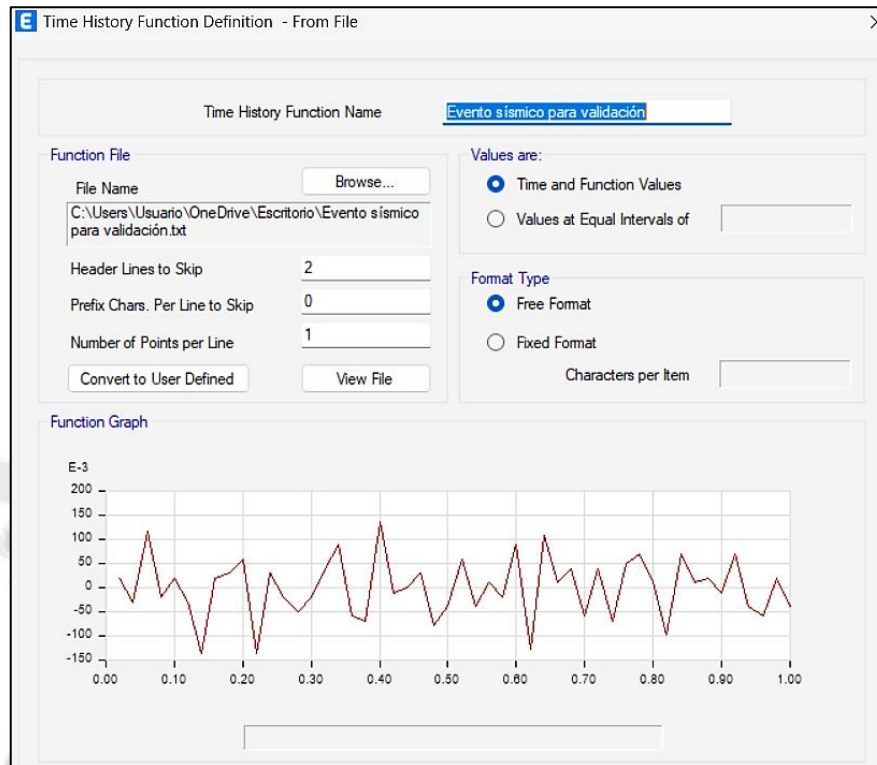 E Time History Function Definition - From File
Time History Function Name
Evento sísmico para validación
Function File
File Name
Browse...
C:\Users\Usuario\OneDrive\Escritorio\Evento sísmico
para validación.txt
Header Lines to Skip
2
Prefix Chars. Per Line to Skip
0
Number of Points per Line
1
Convert to User Defined
View File
Values are:
Time and Function Values
Values at Equal Intervals of
Format Type
Free Format
Fixed Format
Characters per Item
Function Graph
E-3
200
150
100
50
0
-50
-100
-150
0.00 0.10 0.20 0.30 0.40 0.50 0.60 0.70 0.80 0.90 1.00